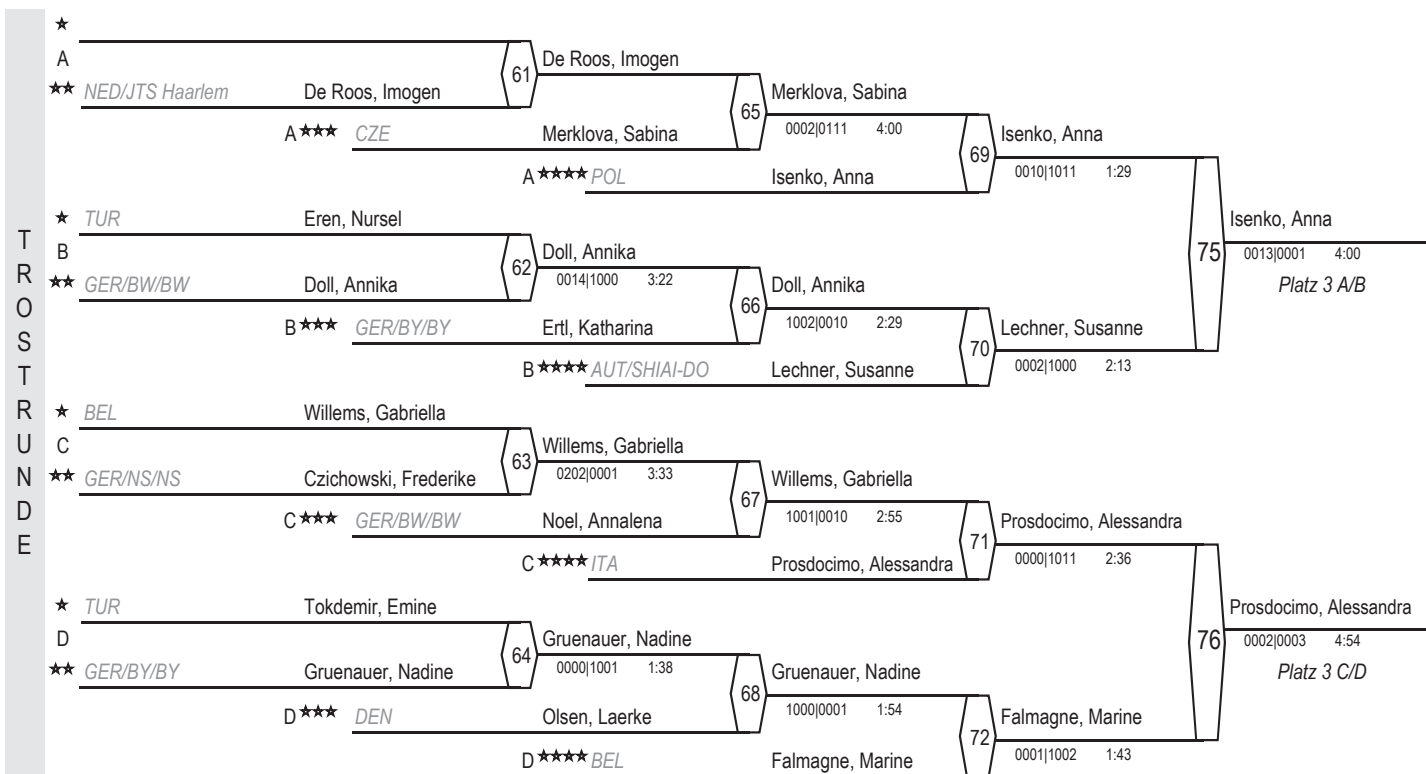 TROSTRUNDE
A
De Roos, Imogen
61
NED/JTS Haarlem De Roos, Imogen
Merklova, Sabina
65
0002|0111 4:00
A CZE Merklova, Sabina
Isenko, Anna
69
0010|1011 1:29
A POL Isenko, Anna
TUR Eren, Nursel
Isenko, Anna
75
0013|0001 4:00
Platz 3 A/B
B
Doll, Annika
62
0014|1000 3:22
GER/BW/BW Doll, Annika
Doll, Annika
66
1002|0010 2:29
B GER/BY/BY Ertl, Katharina
Lechner, Susanne
70
0002|1000 2:13
B AUT/SHIAI-DO Lechner, Susanne
BEL Willems, Gabriella
C
Willems, Gabriella
63
0202|0001 3:33
GER/NS/NS Czichowski, Frederike
Willems, Gabriella
67
1001|0010 2:55
C GER/BW/BW Noel, Annalena
Prosdocimo, Alessandra
71
0000|1011 2:36
C ITA Prosdocimo, Alessandra
TUR Tokdemir, Emine
Prosdocimo, Alessandra
76
0002|0003 4:54
Platz 3 C/D
D
Gruenauer, Nadine
64
0000|1001 1:38
GER/BY/BY Gruenauer, Nadine
Gruenauer, Nadine
68
1000|0001 1:54
D DEN Olsen, Laerke
Falmagne, Marine
72
0001|1002 1:43
D BEL Falmagne, Marine